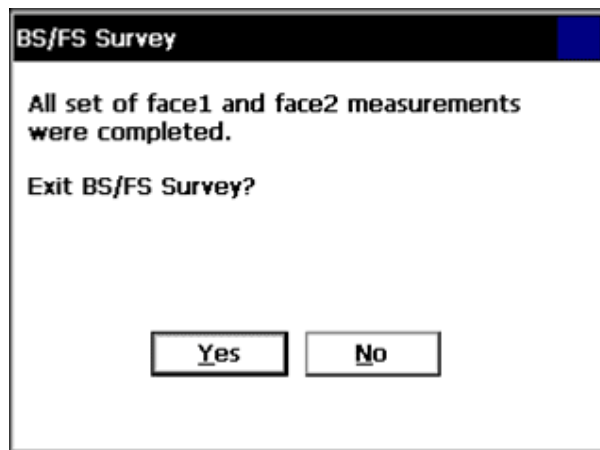 BS/FS Survey
All set of face1 and face2 measurements
were completed.
Exit BS/FS Survey?
Yes No